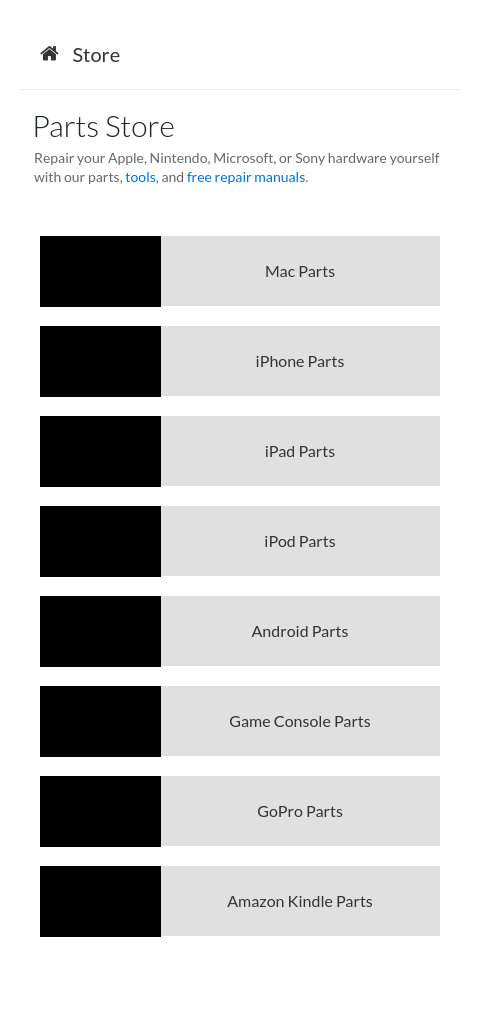 Store
Parts Store
Repair your Apple, Nintendo, Microsoft, or Sony hardware yourself
with our parts, tools, and free repair manuals.
Mac Parts
iPhone Parts
iPad Parts
iPod Parts
Android Parts
Game Console Parts
GoPro Parts
Amazon Kindle Parts